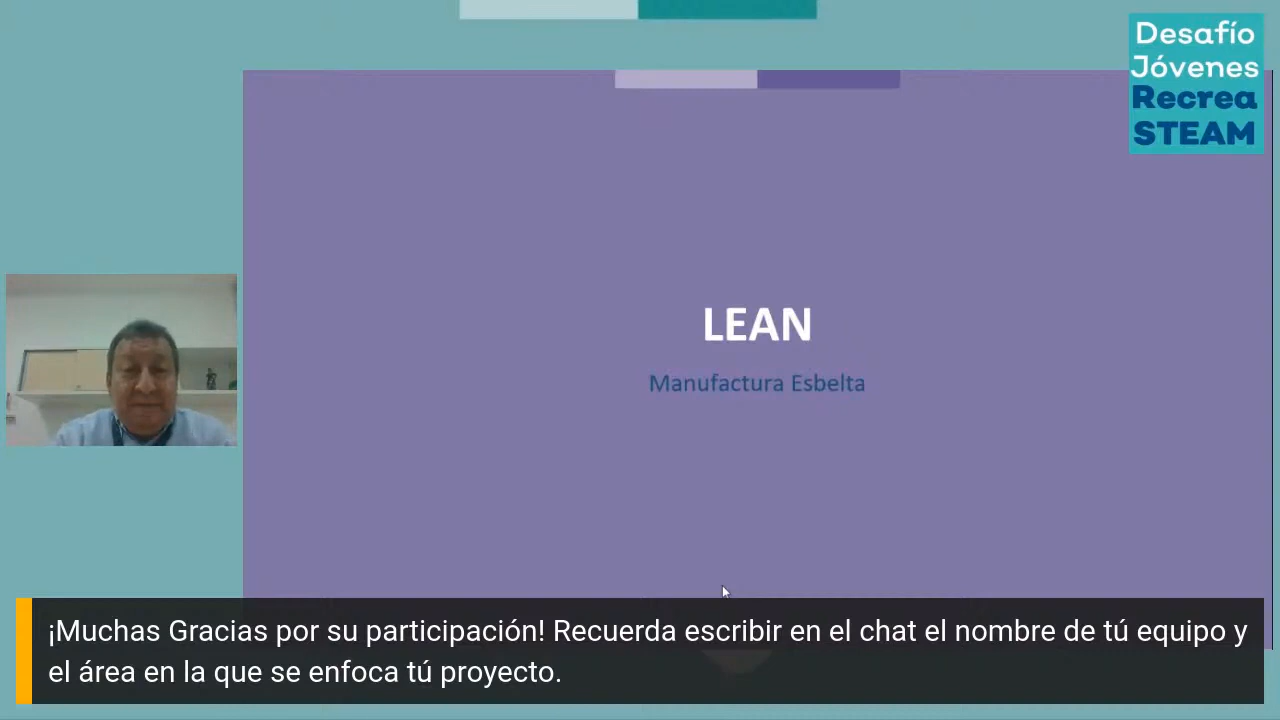 Desafío
Jóvenes
Recrea
STEAM
LEAN
Manufactura Esbelta
¡Muchas Gracias por su participación! Recuerda escribir en el chat el nombre de tú equipo y
el área en la que se enfoca tú proyecto.